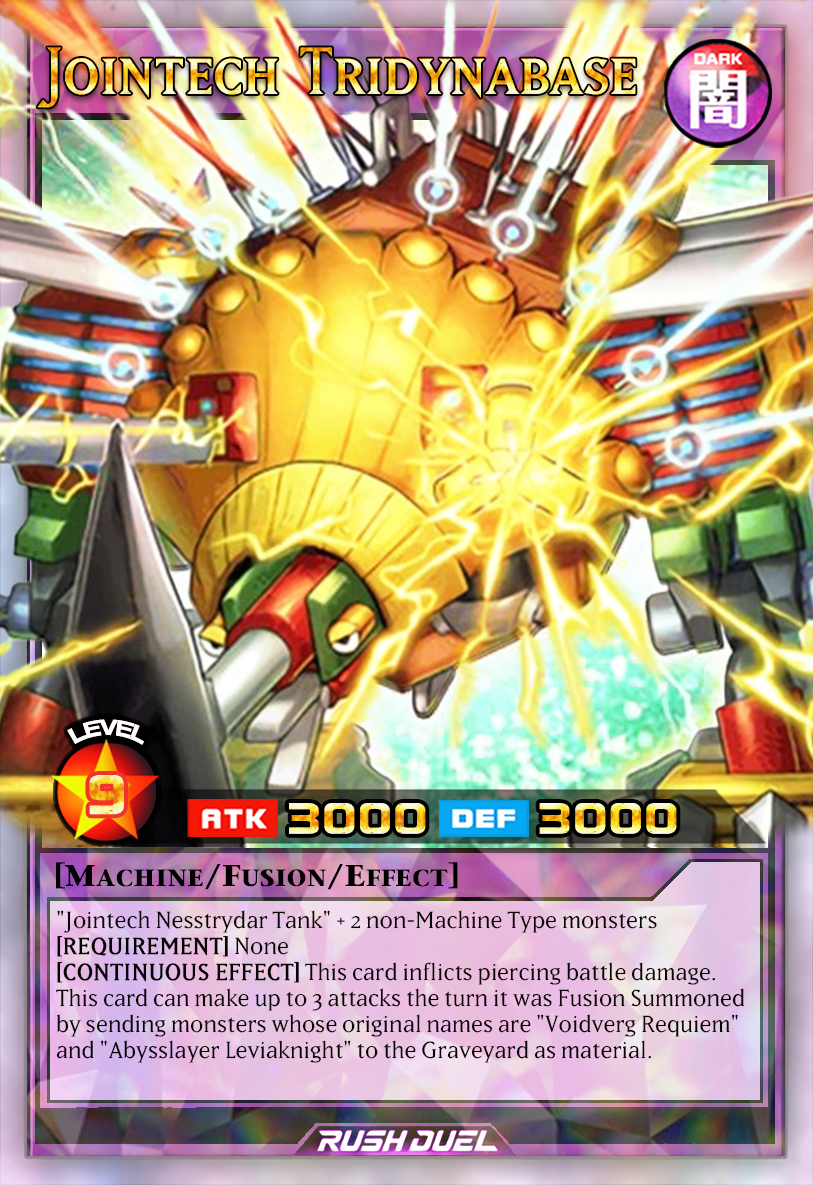 JOINTECH TRIDYNABASE
DARK
闇
LEVEL
9
ATK 3000 DEF 3000
[MACHINE/FUSION/EFFECT]
"Jointech Nesstrydar Tank" + 2 non-Machine Type monsters
[REQUIREMENT] None
[CONTINUOUS EFFECT] This card inflicts piercing battle damage.
This card can make up to 3 attacks the turn it was Fusion Summoned
by sending monsters whose original names are "Voidverg Requiem"
and "Abysslayer Leviaknight" to the Graveyard as material.
RUSH DUEL